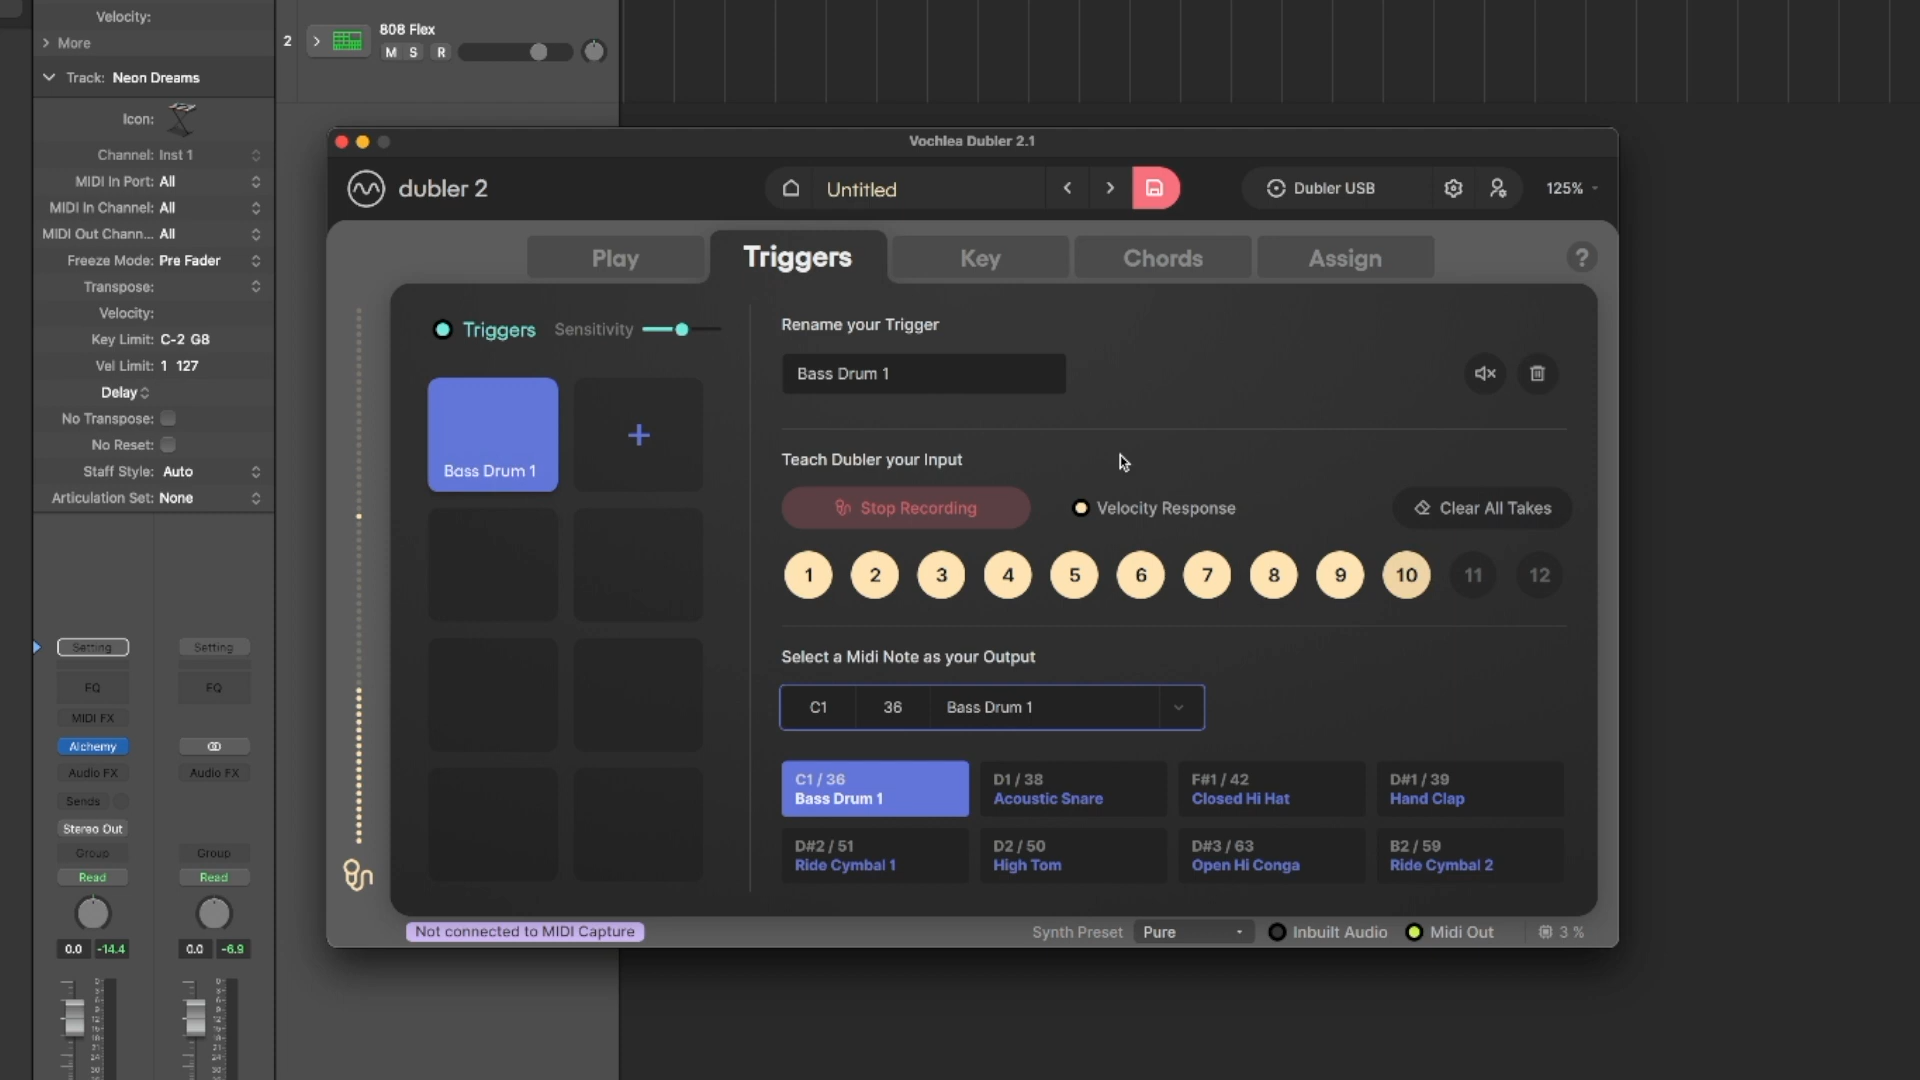 Velocity:
More
Track: Neon Dreams
Icon:
Channel: Inst 1
MIDI In Port: All
MIDI In Channel: All
MIDI Out Chann... All
Freeze Mode: Pre Fader
Transpose:
Velocity:
Key Limit: C-2 G8
Vel Limit: 1 127
Delay
No Transpose:
No Reset:
Staff Style: Auto
Articulation Set: None
Setting Setting
EQ EQ
MIDI FX
Alchemy
Audio FX Audio FX
Sends
Stereo Out
Group Group
Read Read
0.0 -14.4 0.0 -6.9
2 808 Flex
M S R
Vochlea Dubler 2.1
dubler 2 Untitled Dubler USB 125%
Play Triggers Key Chords Assign ?
Triggers Sensitivity
Bass Drum 1
+
Rename your Trigger
Bass Drum 1
Teach Dubler your Input
Stop Recording Velocity Response Clear All Takes
1 2 3 4 5 6 7 8 9 10 11 12
Select a Midi Note as your Output
C1 36 Bass Drum 1
C1 / 36 D1 / 38 F#1 / 42 D#1 / 39
Bass Drum 1 Acoustic Snare Closed Hi Hat Hand Clap
D#2 / 51 D2 / 50 D#3 / 63 B2 / 59
Ride Cymbal 1 High Tom Open Hi Conga Ride Cymbal 2
Not connected to MIDI Capture Synth Preset Pure Inbuilt Audio Midi Out 3 %